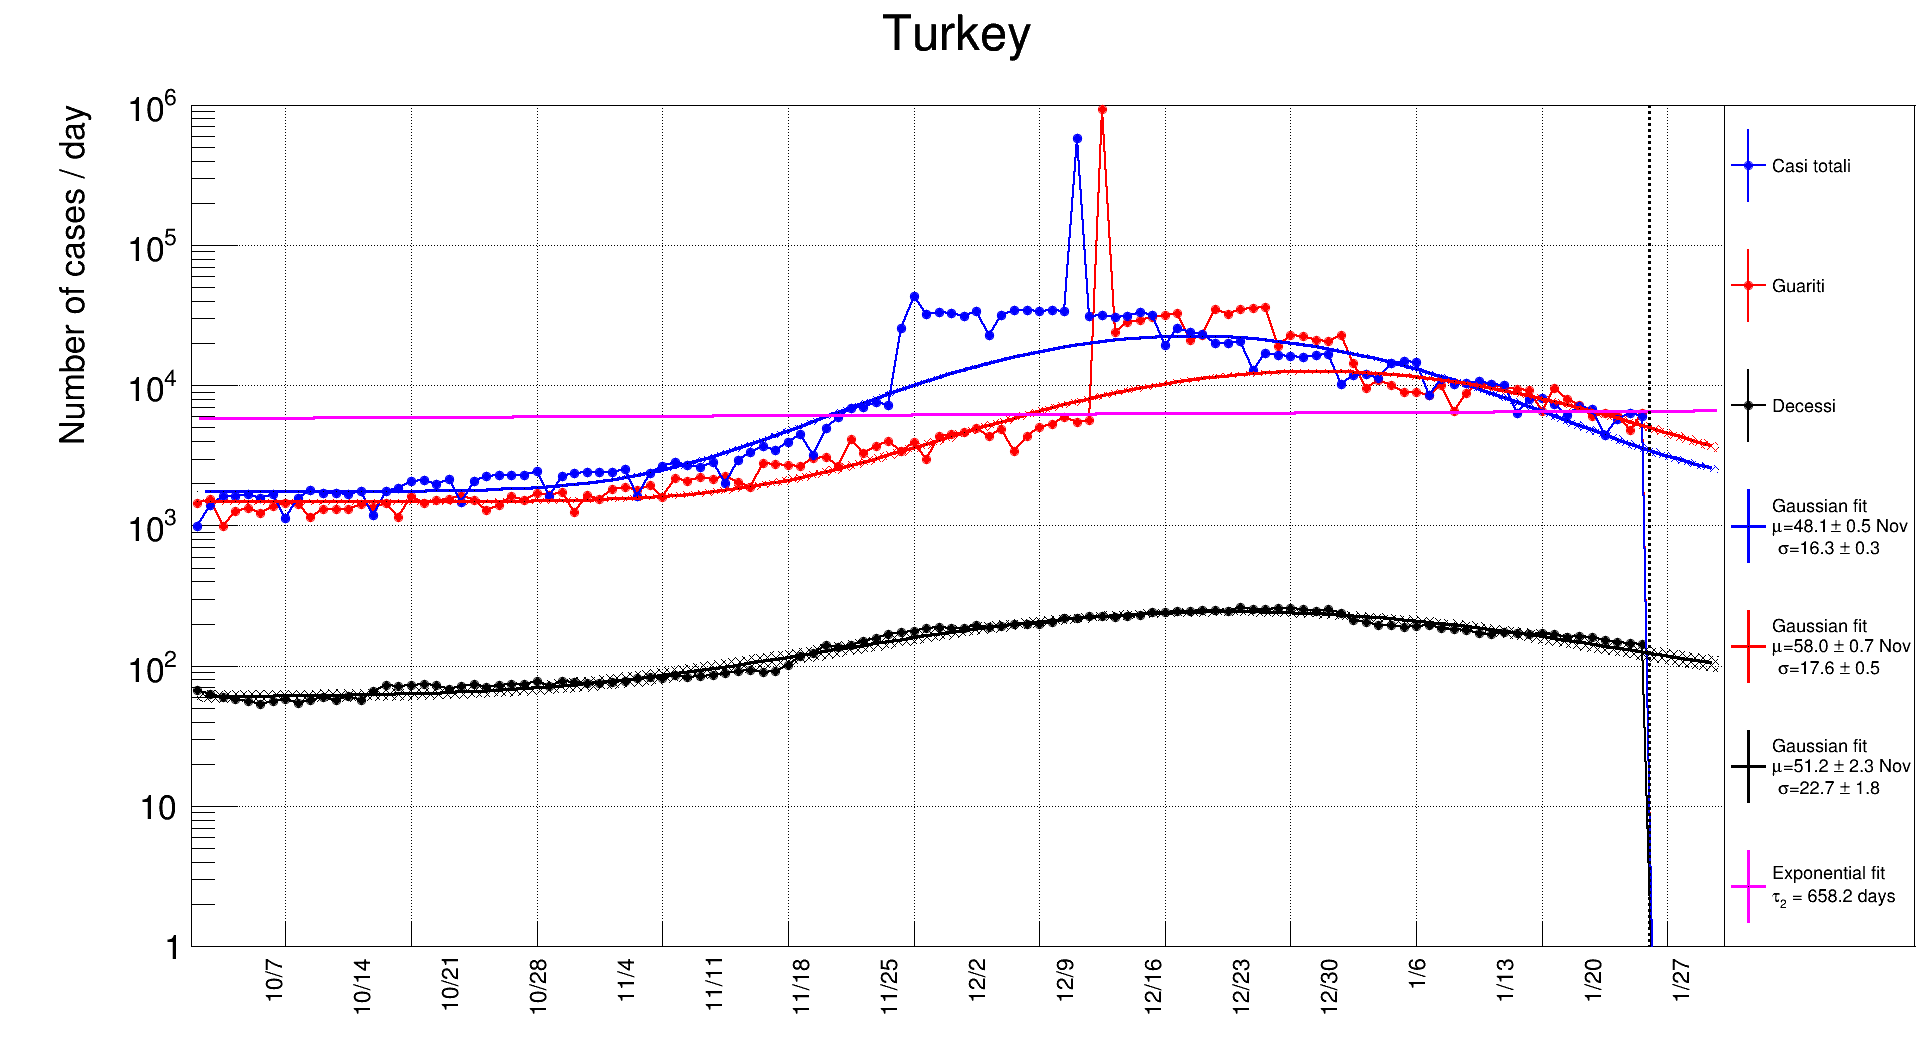 Turkey
Number of cases / day
10^6
10^5
10^4
10^3
10^2
10
1
10/7
10/14
10/21
10/28
11/4
11/11
11/18
11/25
12/2
12/9
12/16
12/23
12/30
1/6
1/13
1/20
1/27
Casi totali
Guariti
Decessi
Gaussian fit
μ=48.1 ± 0.5 Nov
σ=16.3 ± 0.3
Gaussian fit
μ=58.0 ± 0.7 Nov
σ=17.6 ± 0.5
Gaussian fit
μ=51.2 ± 2.3 Nov
σ=22.7 ± 1.8
Exponential fit
τ₂ = 658.2 days